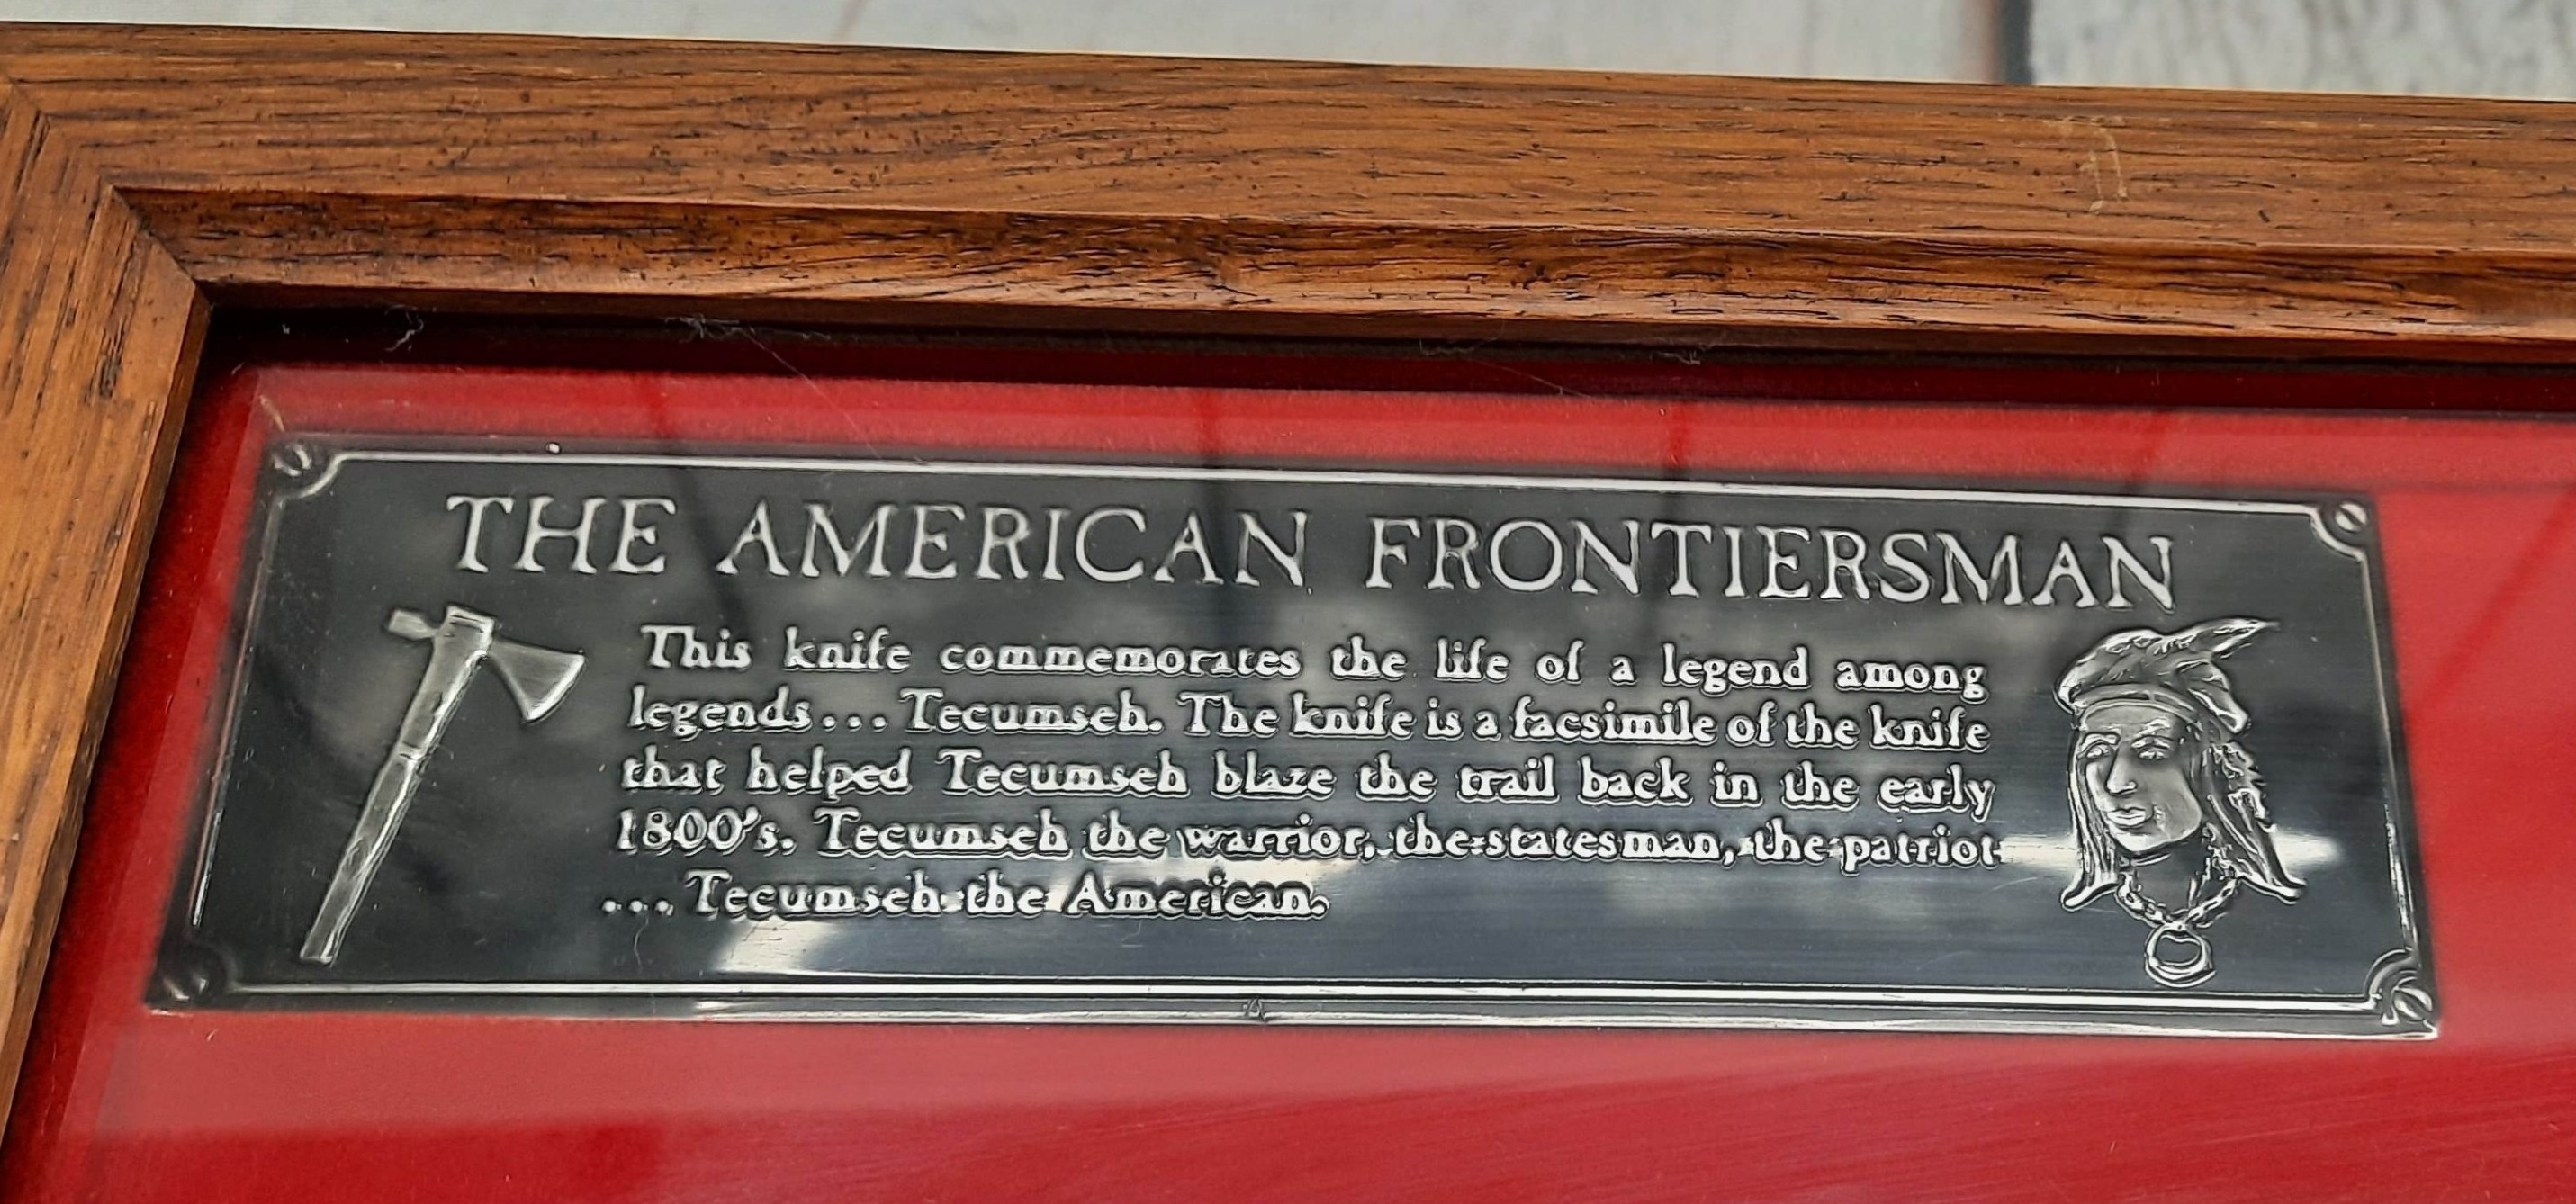 THE AMERICAN FRONTIERSMAN
This knife commemorates the life of a legend among
legends... Tecumseh. The knife is a facsimile of the knife
that helped Tecumseh blaze the trail back in the early
1800's. Tecumseh the warrior, the statesman, the patriot
... Tecumseh the American.